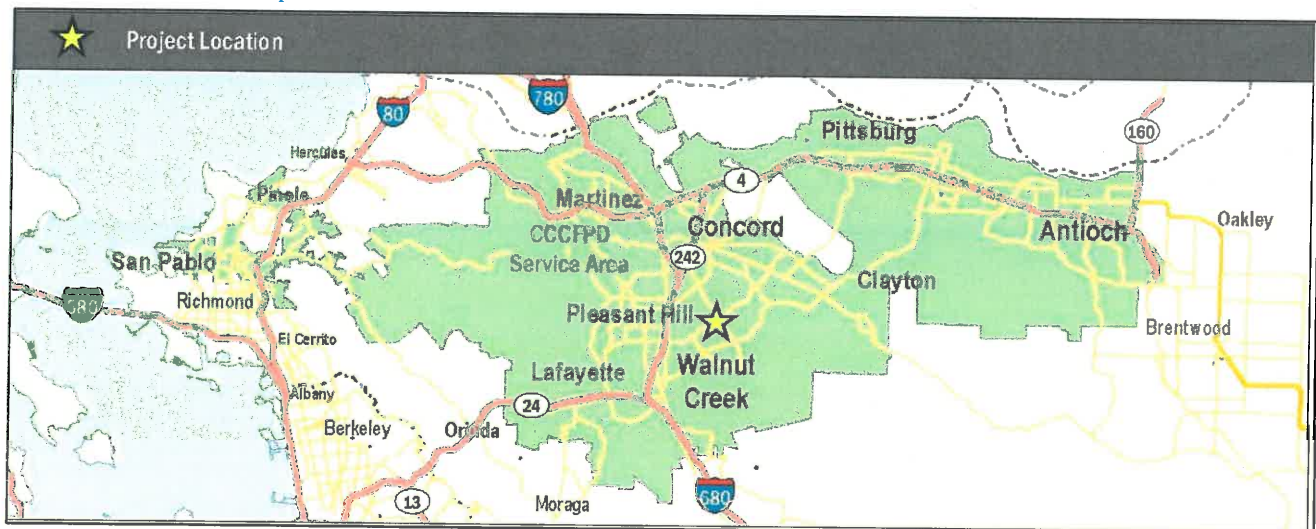 Project Location
80
780
160
Hercules
Pittsburg
Pinole
4
Martinez
Concord
Oakley
CCCFPD
Service Area
Antioch
San Pablo
242
Richmond
Clayton
580
Pleasant Hill
Brentwood
El Cerrito
Walnut
Creek
Lafayette
Albany
24
Berkeley
Orinda
13
Moraga
680